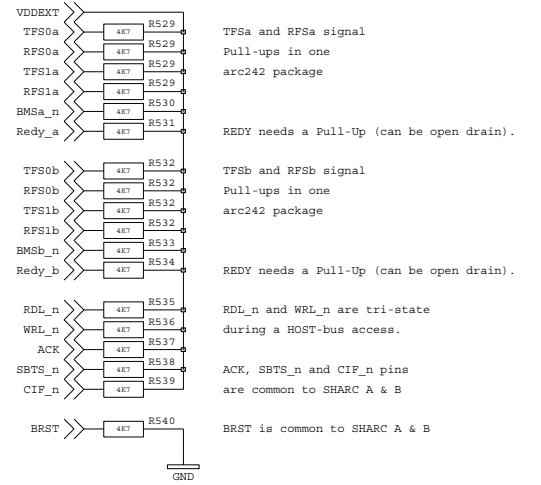 VDDEXT
TFS0a 4K7 R529 TFSa and RFSa signal
RFS0a 4K7 R529 Pull-ups in one
TFS1a 4K7 R529 arc242 package
RFS1a 4K7 R529
BMSa_n 4K7 R530
Redy_a 4K7 R531 REDY needs a Pull-Up (can be open drain).
TFS0b 4K7 R532 TFSb and RFSb signal
RFS0b 4K7 R532 Pull-ups in one
TFS1b 4K7 R532 arc242 package
RFS1b 4K7 R532
BMSb_n 4K7 R533
Redy_b 4K7 R534 REDY needs a Pull-Up (can be open drain).
RDL_n 4K7 R535 RDL_n and WRL_n are tri-state
WRL_n 4K7 R536 during a HOST-bus access.
ACK 4K7 R537
SBTS_n 4K7 R538 ACK, SBTS_n and CIF_n pins
CIF_n 4K7 R539 are common to SHARC A & B
BRST 4K7 R540 BRST is common to SHARC A & B
GND